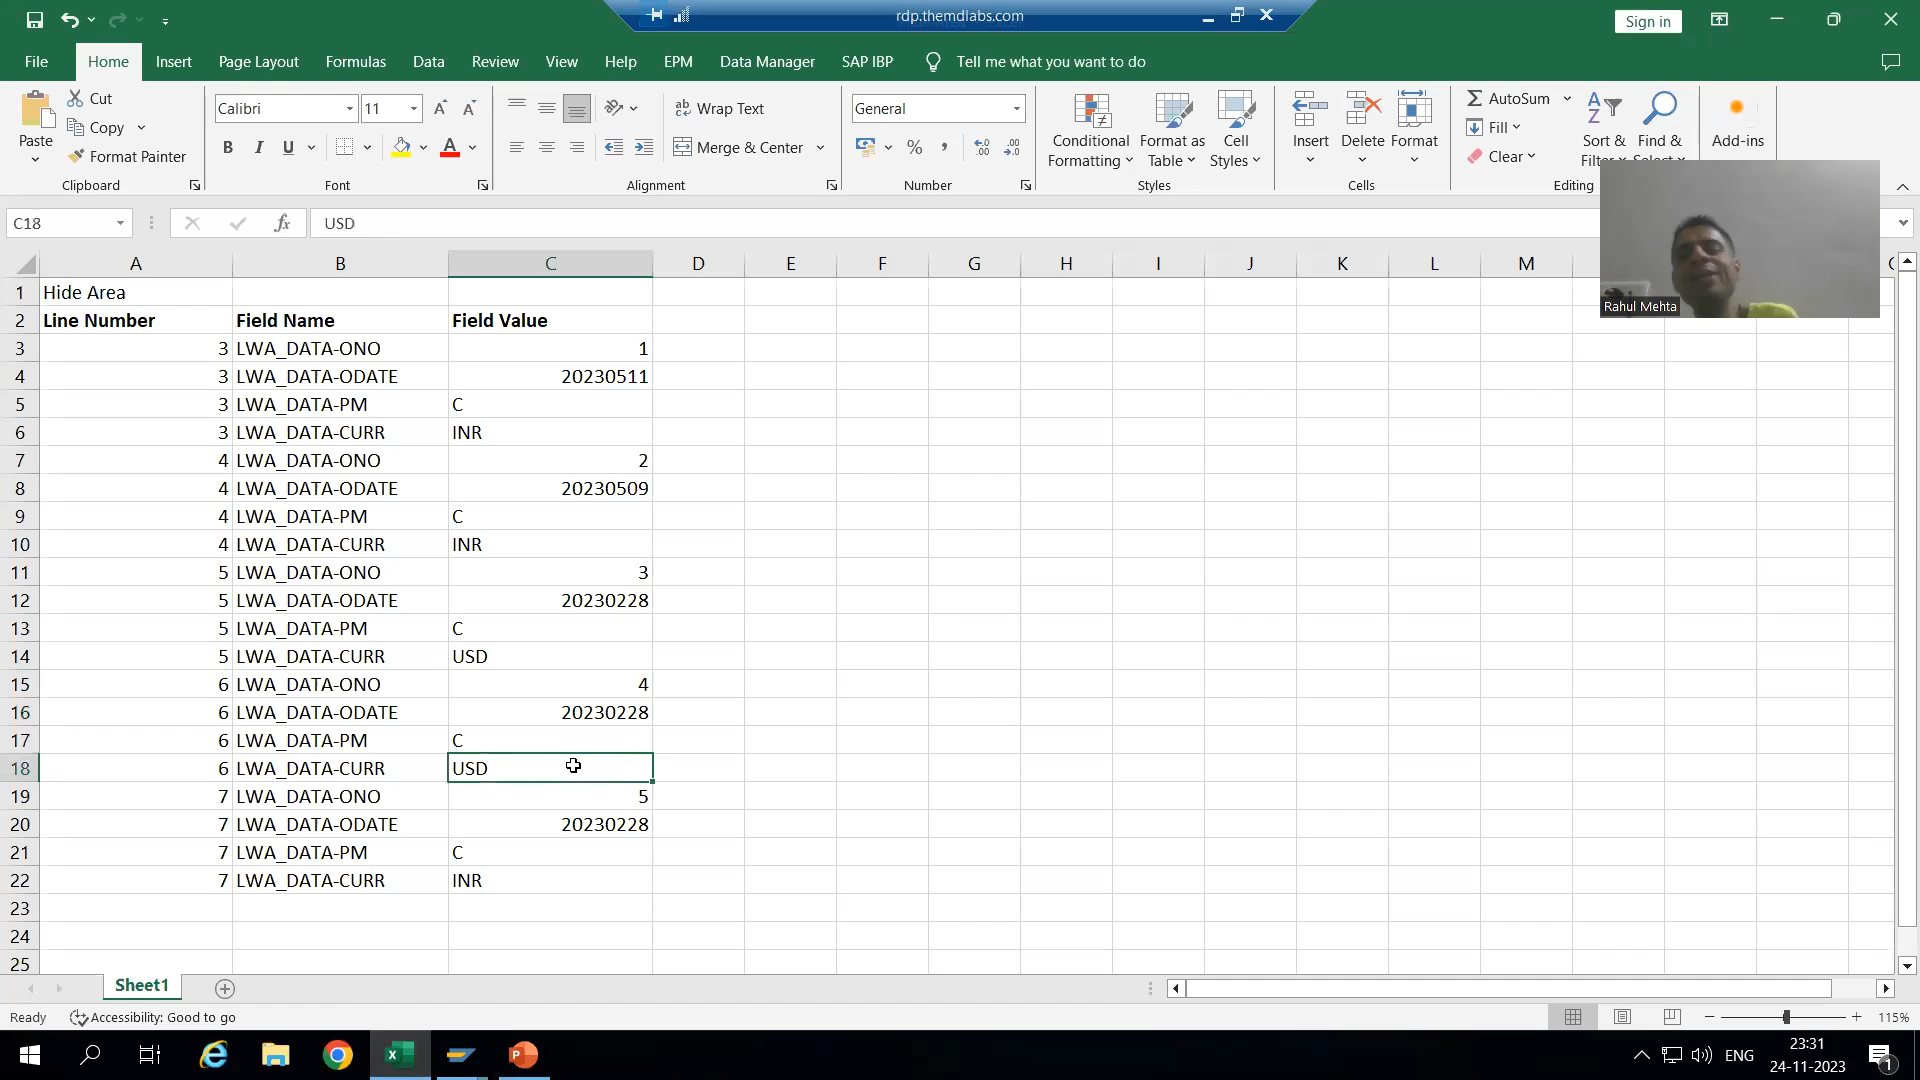 rdp.themdlabs.com
Sign in
File Home Insert Page Layout Formulas Data Review View Help EPM Data Manager SAP IBP Tell me what you want to do
Paste
Cut
Copy
Format Painter
Clipboard
Calibri 11
B I U
Font
Wrap Text
Merge & Center
Alignment
General
%
Number
Conditional Formatting
Format as Table
Cell Styles
Styles
Insert
Delete
Format
Cells
AutoSum
Fill
Clear
Sort & Filter
Find & Select
Editing
Add-ins
Rahul Mehta
C18 fx USD
A B C D E F G H I J K L M
1 Hide Area
2 Line Number Field Name Field Value
3 3 LWA_DATA-ONO 1
4 3 LWA_DATA-ODATE 20230511
5 3 LWA_DATA-PM C
6 3 LWA_DATA-CURR INR
7 4 LWA_DATA-ONO 2
8 4 LWA_DATA-ODATE 20230509
9 4 LWA_DATA-PM C
10 4 LWA_DATA-CURR INR
11 5 LWA_DATA-ONO 3
12 5 LWA_DATA-ODATE 20230228
13 5 LWA_DATA-PM C
14 5 LWA_DATA-CURR USD
15 6 LWA_DATA-ONO 4
16 6 LWA_DATA-ODATE 20230228
17 6 LWA_DATA-PM C
18 6 LWA_DATA-CURR USD
19 7 LWA_DATA-ONO 5
20 7 LWA_DATA-ODATE 20230228
21 7 LWA_DATA-PM C
22 7 LWA_DATA-CURR INR
23
24
25
Sheet1
Ready Accessibility: Good to go 115%
ENG
23:31
24-11-2023
1